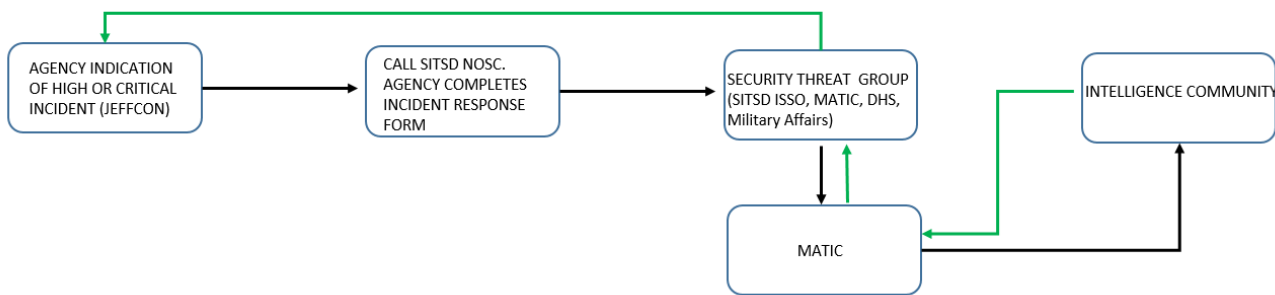 AGENCY INDICATION
OF HIGH OR CRITICAL
INCIDENT (JEFFCON)
CALL SITSD NOSC.
AGENCY COMPLETES
INCIDENT RESPONSE
FORM
SECURITY THREAT GROUP
(SITSD ISSO, MATIC, DHS,
Military Affairs)
INTELLIGENCE COMMUNITY
MATIC